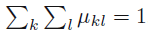 ∑ₖ ∑ₗ μₖₗ = 1